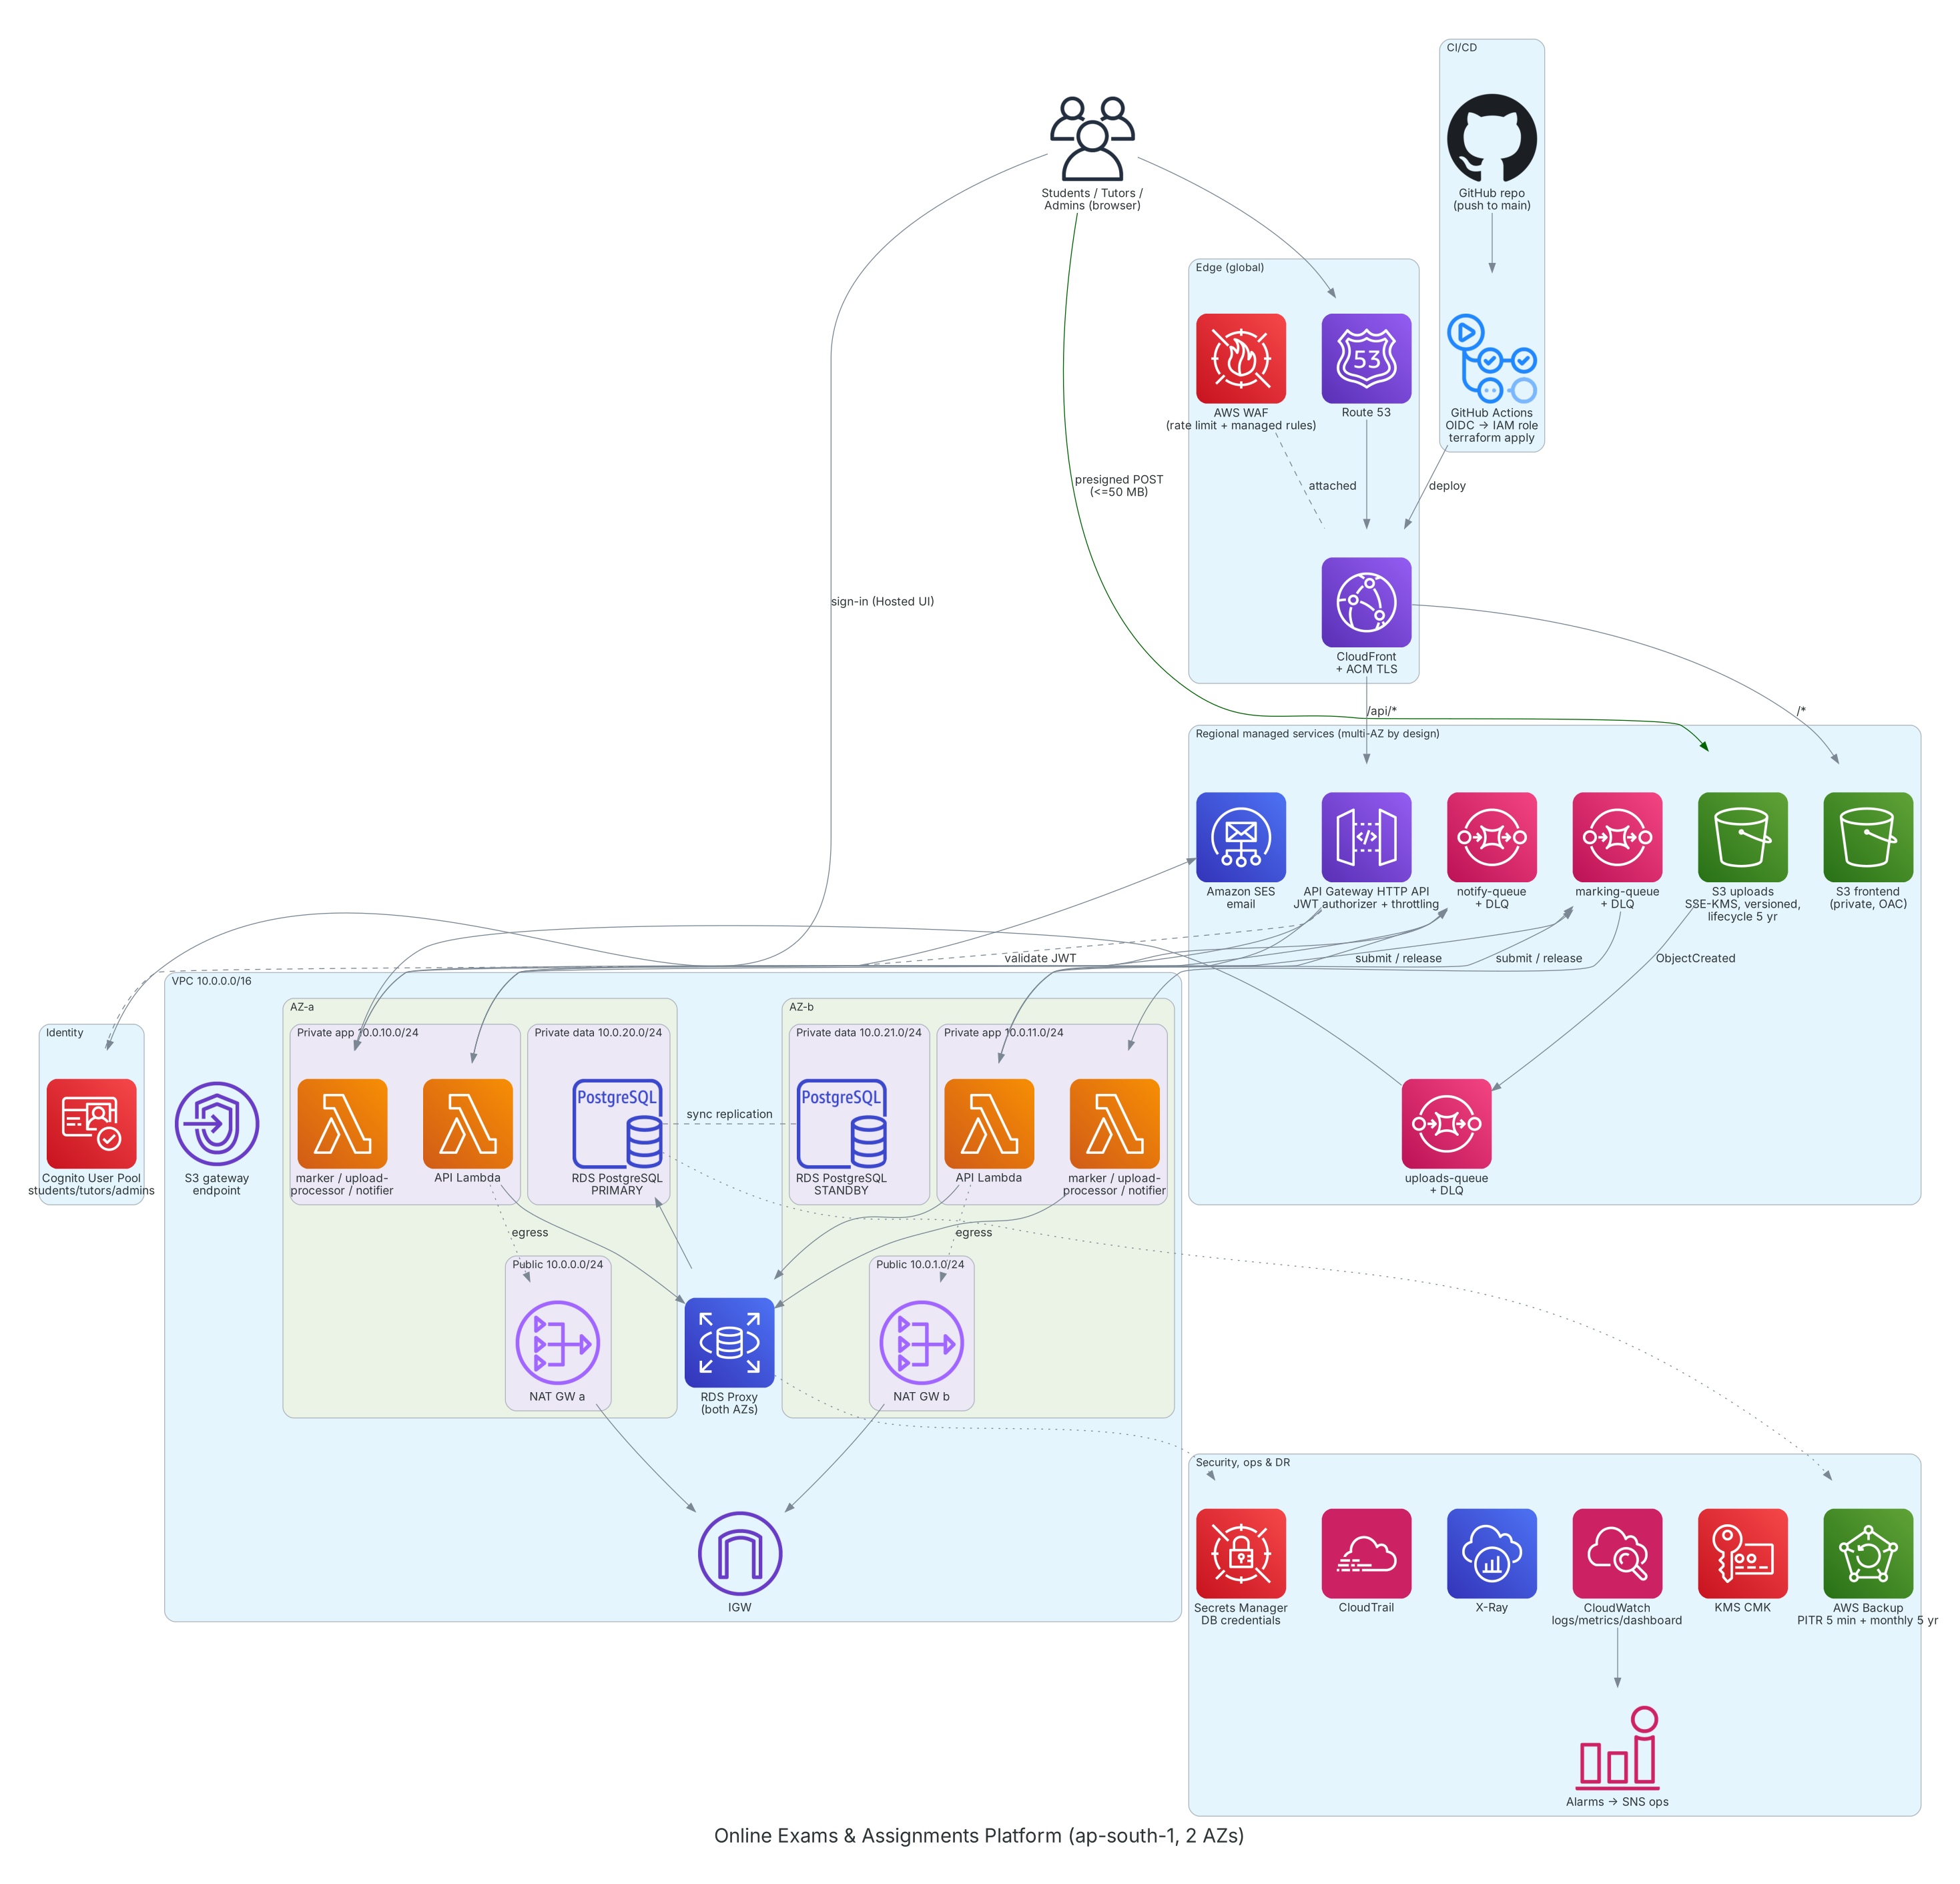 CI/CD
GitHub repo
(push to main)
Students / Tutors /
Admins (browser)
Edge (global)
AWS WAF
(rate limit + managed rules)
53
Route 53
GitHub Actions
OIDC → IAM role
terraform apply
presigned POST
(<=50 MB)
attached
deploy
sign-in (Hosted UI)
CloudFront
+ ACM TLS
/api/*
/*
Regional managed services (multi-AZ by design)
Amazon SES
email
API Gateway HTTP API
JWT authorizer + throttling
notify-queue
+ DLQ
marking-queue
+ DLQ
S3 uploads
SSE-KMS, versioned,
lifecycle 5 yr
S3 frontend
(private, OAC)
validate JWT
submit / release
submit / release
ObjectCreated
VPC 10.0.0.0/16
AZ-a
AZ-b
Identity
Private app 10.0.10.0/24
Private data 10.0.20.0/24
Private data 10.0.21.0/24
Private app 10.0.11.0/24
Cognito User Pool
students/tutors/admins
S3 gateway
endpoint
marker / upload-
processor / notifier
API Lambda
PostgreSQL
RDS PostgreSQL
PRIMARY
sync replication
PostgreSQL
RDS PostgreSQL
STANDBY
API Lambda
marker / upload-
processor / notifier
uploads-queue
+ DLQ
egress
egress
Public 10.0.0.0/24
Public 10.0.1.0/24
NAT GW a
RDS Proxy
(both AZs)
NAT GW b
IGW
Security, ops & DR
Secrets Manager
DB credentials
CloudTrail
X-Ray
CloudWatch
logs/metrics/dashboard
KMS CMK
AWS Backup
PITR 5 min + monthly 5 yr
Alarms → SNS ops
Online Exams & Assignments Platform (ap-south-1, 2 AZs)